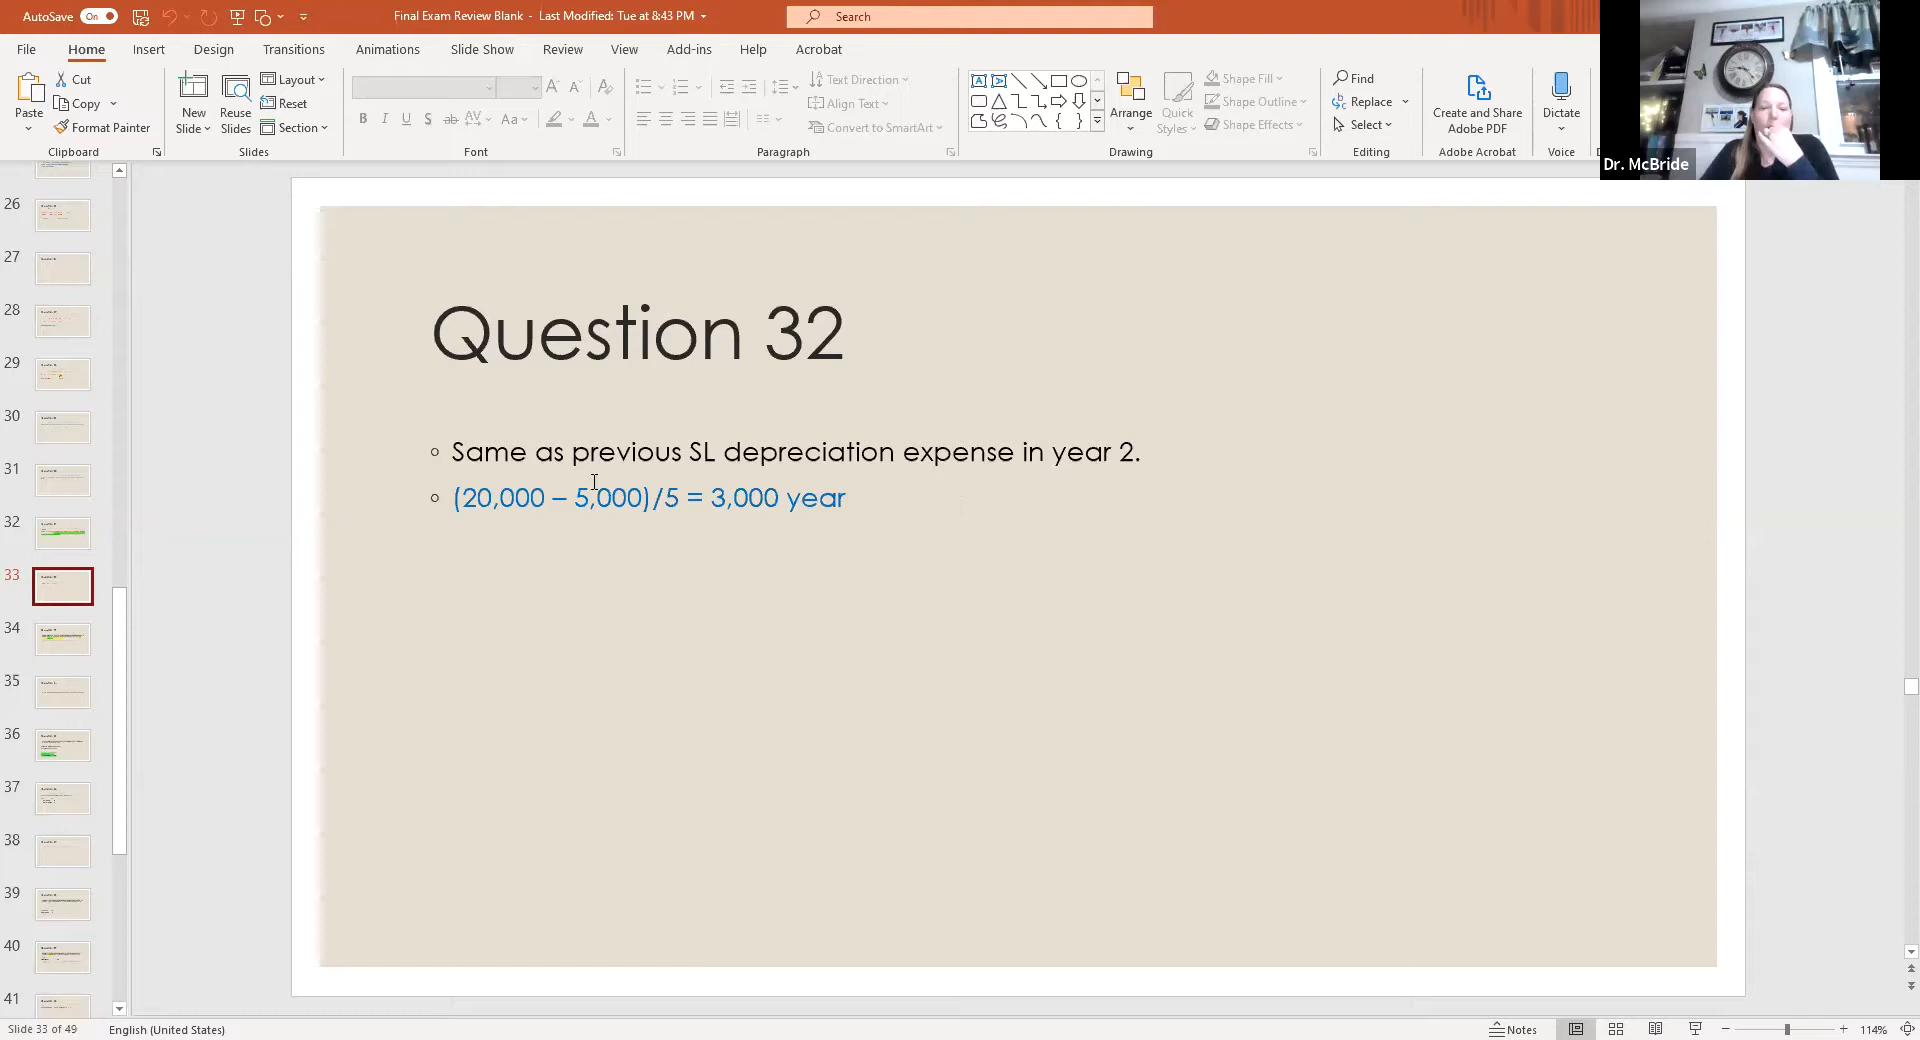 AutoSave On Final Exam Review Blank - Last Modified: Tue at 8:43 PM Search
File Home Insert Design Transitions Animations Slide Show Review View Add-ins Help Acrobat
Paste
Cut
Copy
Format Painter
Clipboard
New Slide
Reuse Slides
Layout
Reset
Section
Slides
B I U S ab AV Aa A
Font
Text Direction
Align Text
Convert to SmartArt
Paragraph
Arrange
Quick Styles
Shape Fill
Shape Outline
Shape Effects
Drawing
Find
Replace
Select
Editing
Create and Share Adobe PDF
Adobe Acrobat
Dictate
Voice
Dr. McBride
26
27
28
29
30
31
32
33
34
35
36
37
38
39
40
41
Question 32
Same as previous SL depreciation expense in year 2.
(20,000 – 5,000)/5 = 3,000 year
Slide 33 of 49 English (United States) Notes 114%